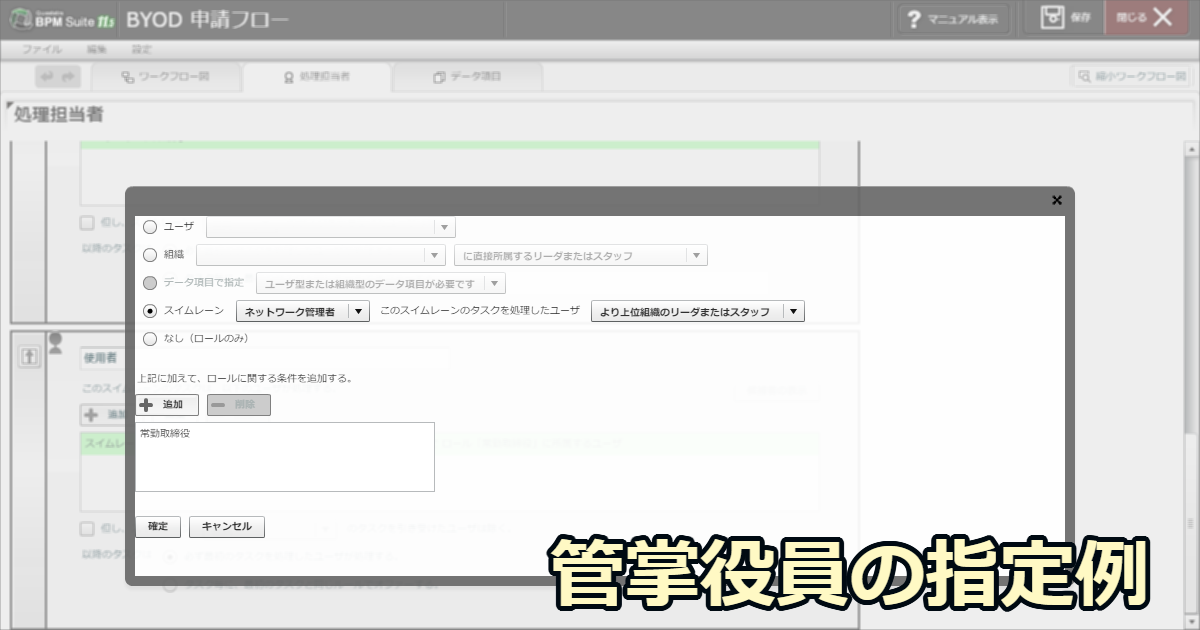 Questetra
BPM Suite 11s BYOD 申請フロー
マニュアル表示
保存
閉じる
ファイル 編集 設定
ワークフロー図
処理担当者
データ項目
縮小ワークフロー図
処理担当者
ユーザ
組織 に直接所属するリーダまたはスタッフ
データ項目で指定 ユーザ型または組織型のデータ項目が必要です
スイムレーン ネットワーク管理者 このスイムレーンのタスクを処理したユーザ より上位組織のリーダまたはスタッフ
なし（ロールのみ）
使用者
上記に加えて、ロールに関する条件を追加する。
追加 削除
常勤取締役
確定 キャンセル
管掌役員の指定例